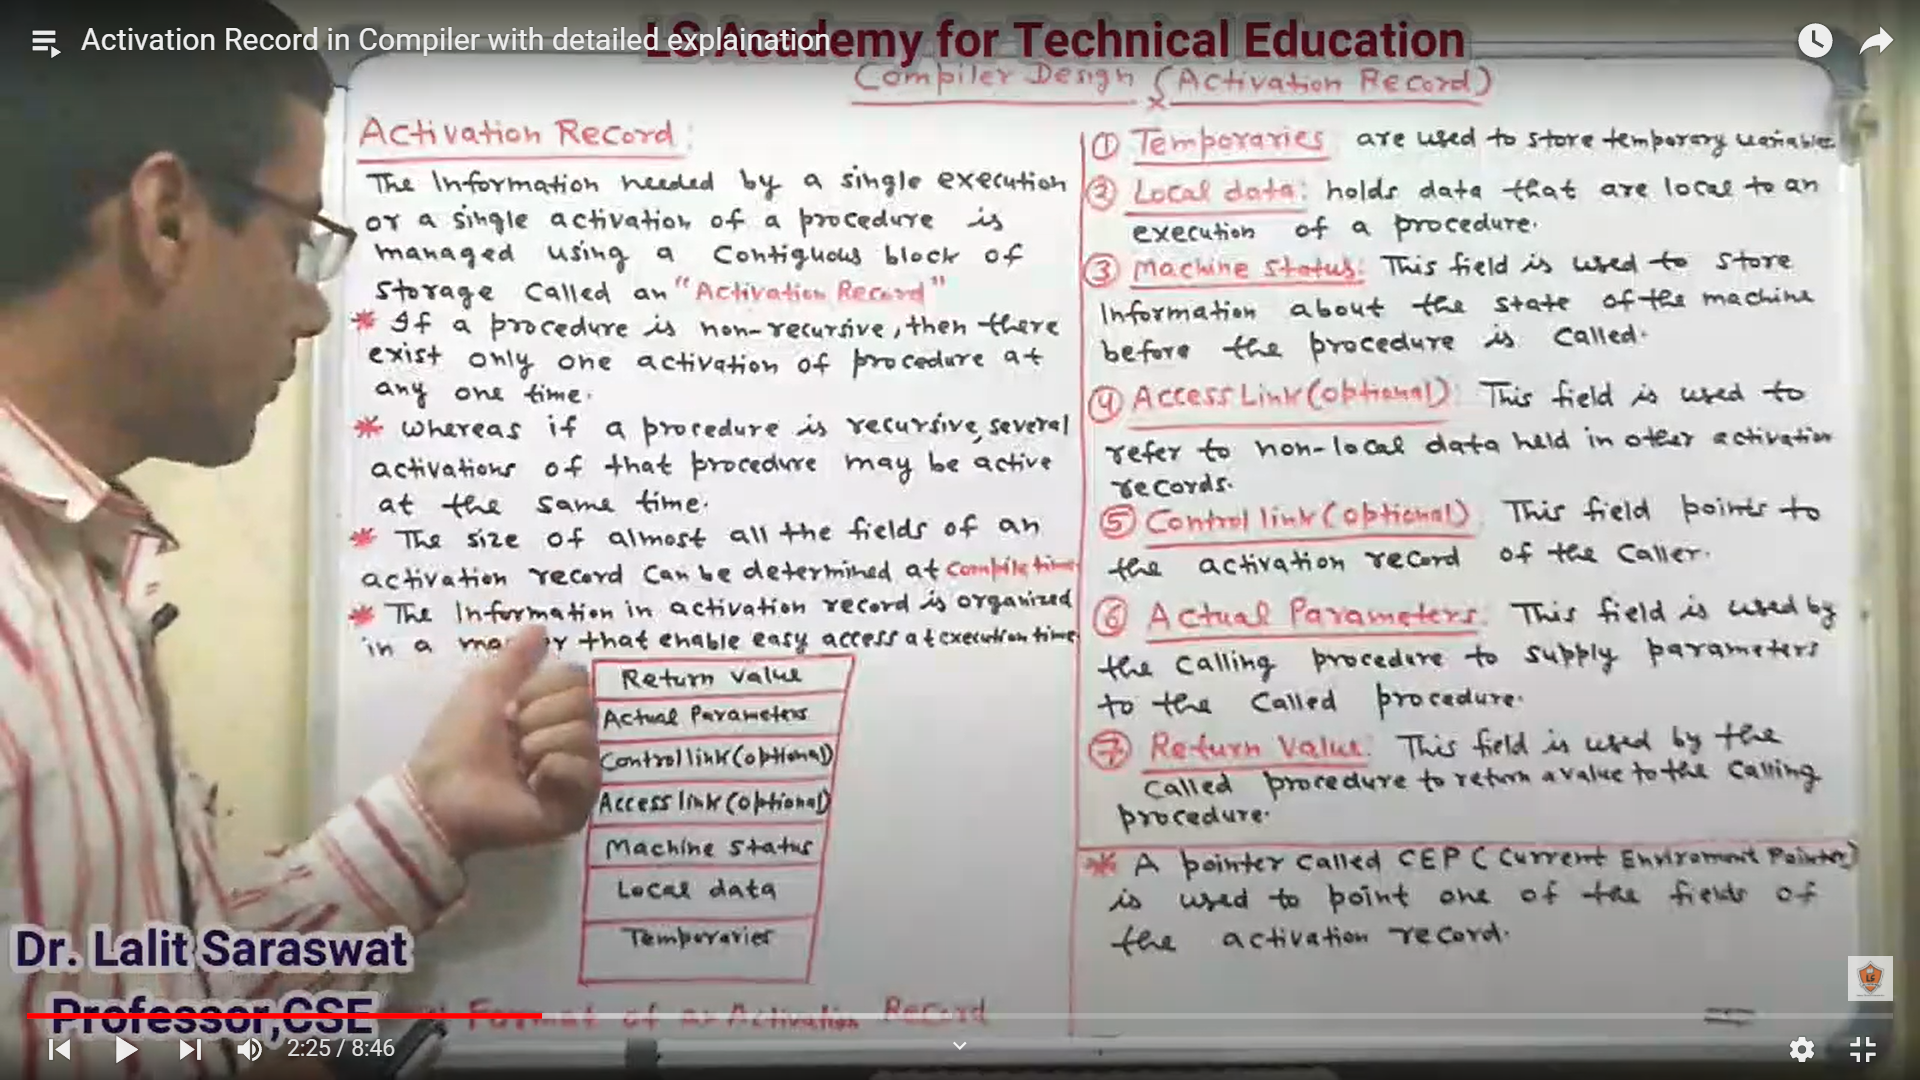 Activation Record in Compiler with detailed explaination
LS Academy for Technical Education
Compiler Design (Activation Record)
Activation Record:
The Information needed by a single execution
or a single activation of a procedure is
managed using a Contiguous block of
Storage Called an "Activation Record"
* If a procedure is non-recursive, then there
exist only one activation of procedure at
any one time.
* whereas if a procedure is recursive, several
activations of that procedure may be active
at the same time.
* The size of almost all the fields of an
activation record Can be determined at Compile time.
* The Information in activation record is organized
in a that enable easy access at execution time
Return value
Actual Parameters
Control link (optional)
Access link (optional)
Machine status
Local data
Temporaries
Format of an Activation Record
① Temporaries: are used to store temporary variables
② Local data: holds data that are local to an
execution of a procedure.
③ Machine Status: This field is used to store
Information about the state of the machine
before the procedure is Called.
④ Access Link (optional): This field is used to
refer to non-local data held in other activation
records.
⑤ Control link (optional): This field points to
the activation record of the Caller.
⑥ Actual Parameters: This field is used by
the Calling procedure to supply parameters
to the Called procedure.
⑦ Return Value: This field is used by the
Called procedure to return a value to the Calling
procedure.
* A pointer Called CEP (Current Enviroment Pointer)
is used to point one of the fields of
the activation record.
Dr. Lalit Saraswat
Professor,CSE
2:25 / 8:46